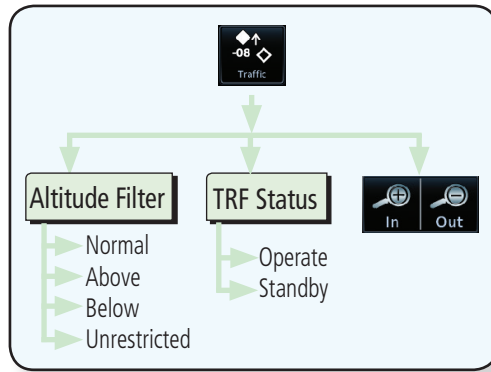 -08
Traffic
Altitude Filter
Normal
Above
Below
Unrestricted
TRF Status
Operate
Standby
In
Out